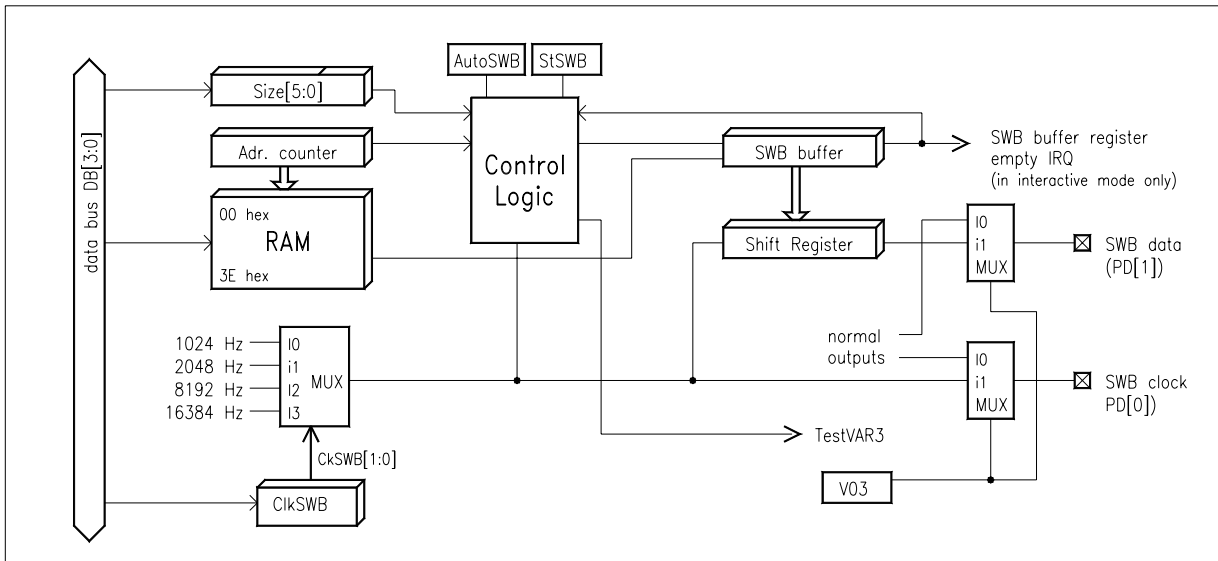 AutoSWB
StSWB
data bus DB[3:0]
Size[5:0]
Adr. counter
00 hex
RAM
3E hex
Control
Logic
SWB buffer
Shift Register
SWB buffer register
empty IRQ
(in interactive mode only)
I0
i1
MUX
SWB data
(PD[1])
normal
outputs
I0
i1
MUX
SWB clock
PD[0])
1024 Hz
2048 Hz
8192 Hz
16384 Hz
I0
i1
I2
I3
MUX
CkSWB[1:0]
ClkSWB
TestVAR3
V03